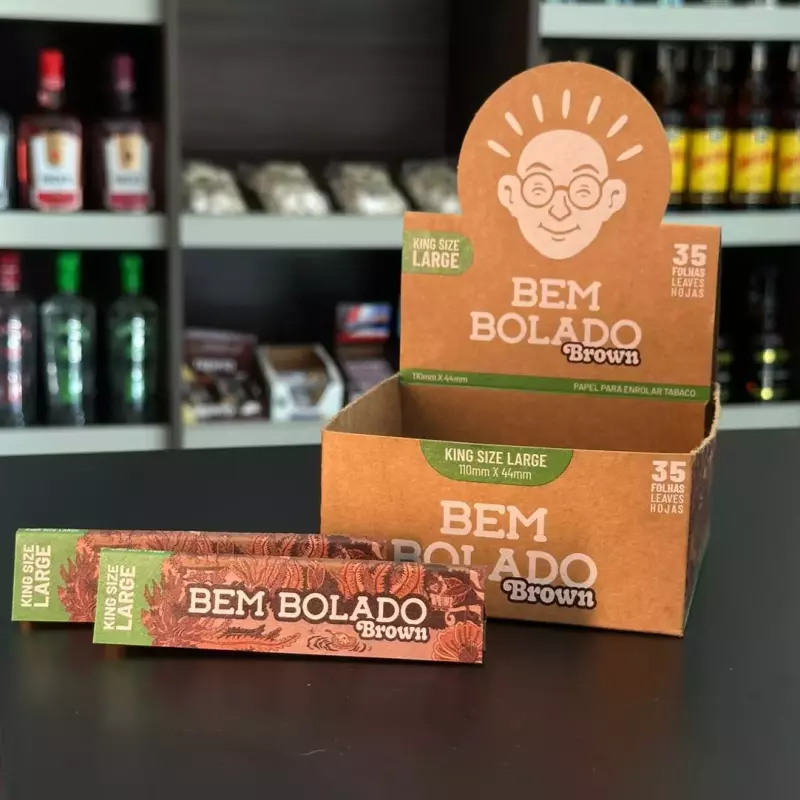 KING SIZE
LARGE
35
FOLHAS
LEAVES
HOJAS
BEM
BOLADO
Brown
110mm X 44mm
PAPEL PARA ENROLAR TABACO
KING SIZE LARGE
110mm X 44mm
35
FOLHAS
LEAVES
HOJAS
BEM
BOLADO
Brown
KING SIZE
LARGE
KING SIZE
LARGE
BEM BOLADO
Brown